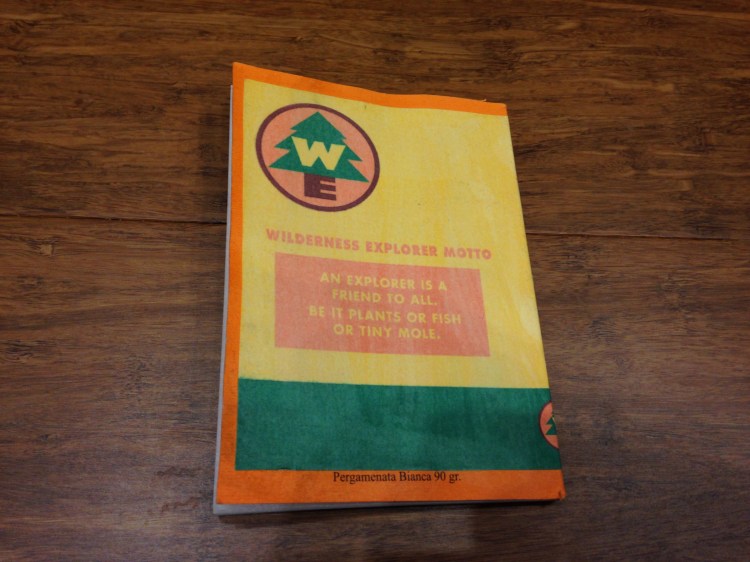 W
E
WILDERNESS EXPLORER MOTTO
AN EXPLORER IS A
FRIEND TO ALL.
BE IT PLANTS OR FISH
OR TINY MOLE.
Pergamenata Bianca 90 gr.